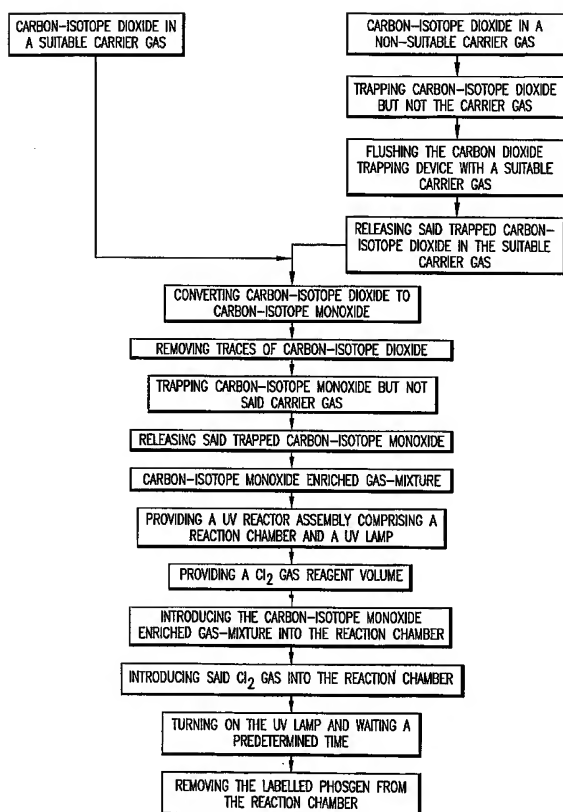 CARBON-ISOTOPE DIOXIDE IN
A SUITABLE CARRIER GAS
CARBON-ISOTOPE DIOXIDE IN A
NON-SUITABLE CARRIER GAS
TRAPPING CARBON-ISOTOPE DIOXIDE
BUT NOT THE CARRIER GAS
FLUSHING THE CARBON DIOXIDE
TRAPPING DEVICE WITH A SUITABLE
CARRIER GAS
RELEASING SAID TRAPPED CARBON-
ISOTOPE DIOXIDE IN THE SUITABLE
CARRIER GAS
CONVERTING CARBON-ISOTOPE DIOXIDE TO
CARBON-ISOTOPE MONOXIDE
REMOVING TRACES OF CARBON-ISOTOPE DIOXIDE
TRAPPING CARBON-ISOTOPE MONOXIDE BUT NOT
SAID CARRIER GAS
RELEASING SAID TRAPPED CARBON-ISOTOPE MONOXIDE
CARBON-ISOTOPE MONOXIDE ENRICHED GAS-MIXTURE
PROVIDING A UV REACTOR ASSEMBLY COMPRISING A
REACTION CHAMBER AND A UV LAMP
PROVIDING A Cl₂ GAS REAGENT VOLUME
INTRODUCING THE CARBON-ISOTOPE MONOXIDE
ENRICHED GAS-MIXTURE INTO THE REACTION CHAMBER
INTRODUCING SAID Cl₂ GAS INTO THE REACTION CHAMBER
TURNING ON THE UV LAMP AND WAITING A
PREDETERMINED TIME
REMOVING THE LABELLED PHOSGEN FROM
THE REACTION CHAMBER